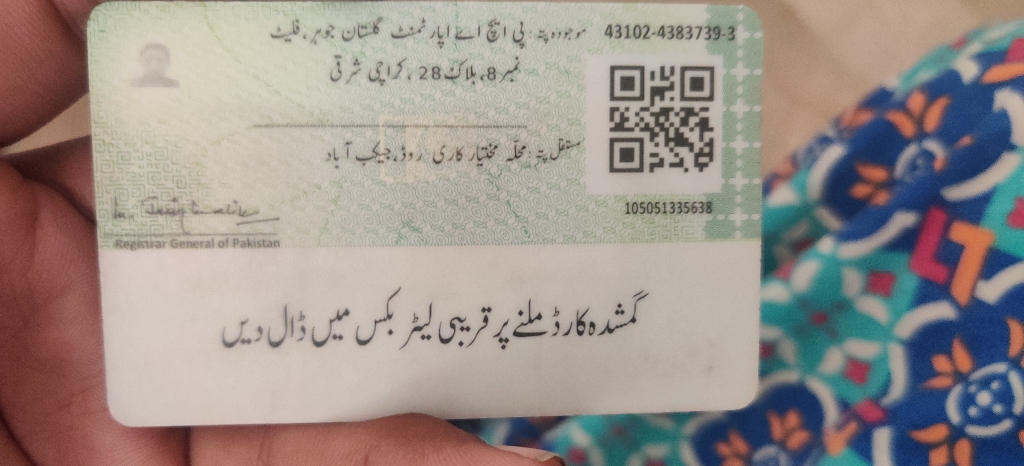 موجودہ پتہ: پی ایچ اے اپارٹمنٹ گلستان جوہر، فلیٹ 43102-4383739-3
نمبر 8، بلاک 28، کراچی شرقی
مستقل پتہ: محلہ مختیار کاری روڈ، جیکب آباد
105051335638
Registrar General of Pakistan
گمشدہ کارڈ ملنے پر قریبی لیٹر بکس میں ڈال دیں